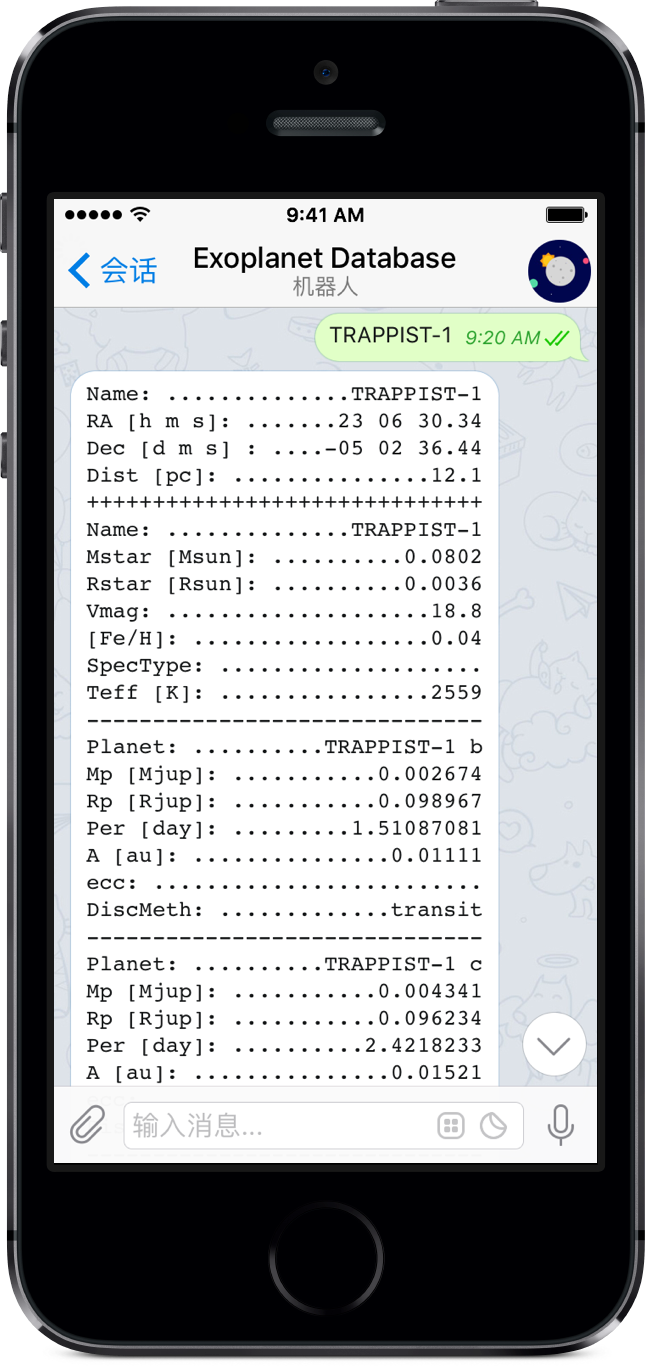 9:41 AM
会话
Exoplanet Database
机器人
TRAPPIST-1 9:20 AM
Name: ..............TRAPPIST-1
RA [h m s]: .......23 06 30.34
Dec [d m s] : ....-05 02 36.44
Dist [pc]: ...............12.1
++++++++++++++++++++++++++++++
Name: ..............TRAPPIST-1
Mstar [Msun]: ..........0.0802
Rstar [Rsun]: ..........0.0036
Vmag: .....................18.8
[Fe/H]: ..................0.04
SpecType: ....................
Teff [K]: ................2559
------------------------------
Planet: ..........TRAPPIST-1 b
Mp [Mjup]: ...........0.002674
Rp [Rjup]: ...........0.098967
Per [day]: .........1.51087081
A [au]: ...............0.01111
ecc: .........................
DiscMeth: .............transit
------------------------------
Planet: ..........TRAPPIST-1 c
Mp [Mjup]: ...........0.004341
Rp [Rjup]: ...........0.096234
Per [day]: ..........2.4218233
A [au]: ...............0.01521
输入消息...